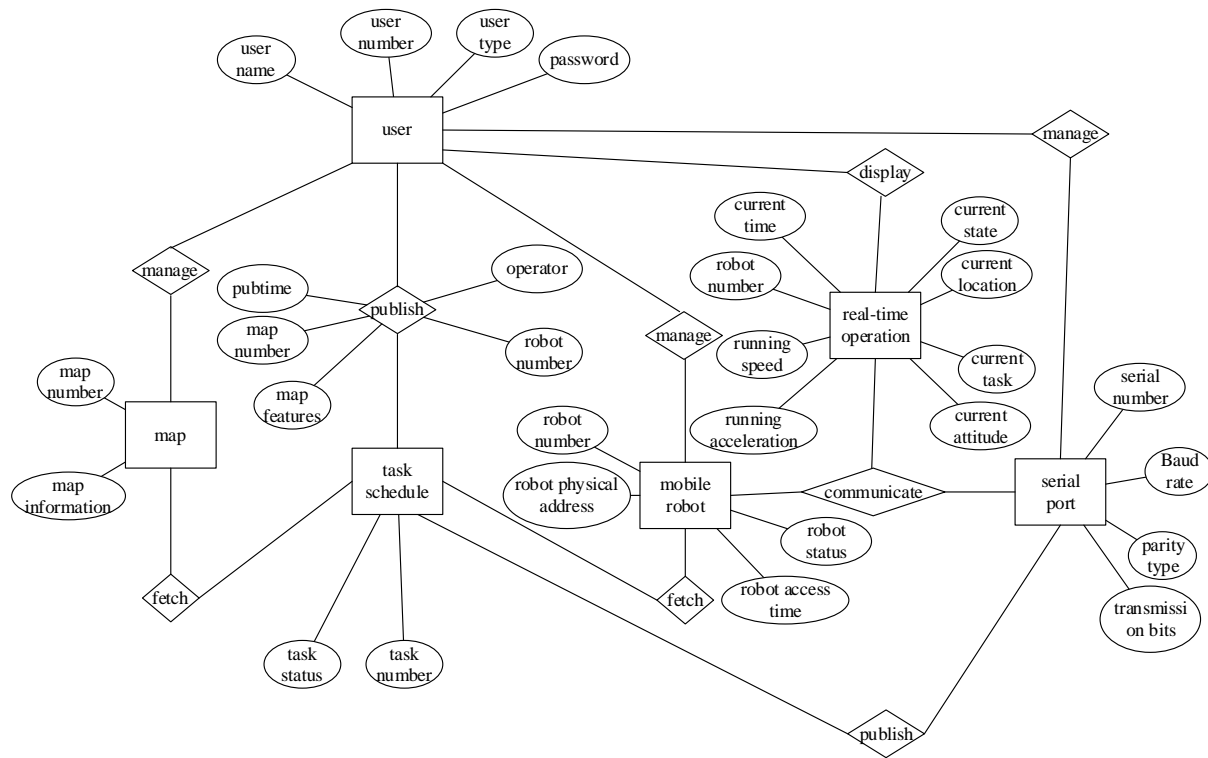 user
number
user
type
user
name
password
user
manage
display
current
time
current
state
manage
operator
robot
number
current
location
pubtime
publish
real-time
operation
map
number
robot
number
manage
running
speed
current
task
map
number
map
features
serial
number
running
acceleration
current
attitude
map
robot
number
task
schedule
Baud
rate
map
information
robot physical
address
mobile
robot
communicate
serial
port
robot
status
parity
type
fetch
fetch
robot access
time
transmissi
on bits
task
status
task
number
publish